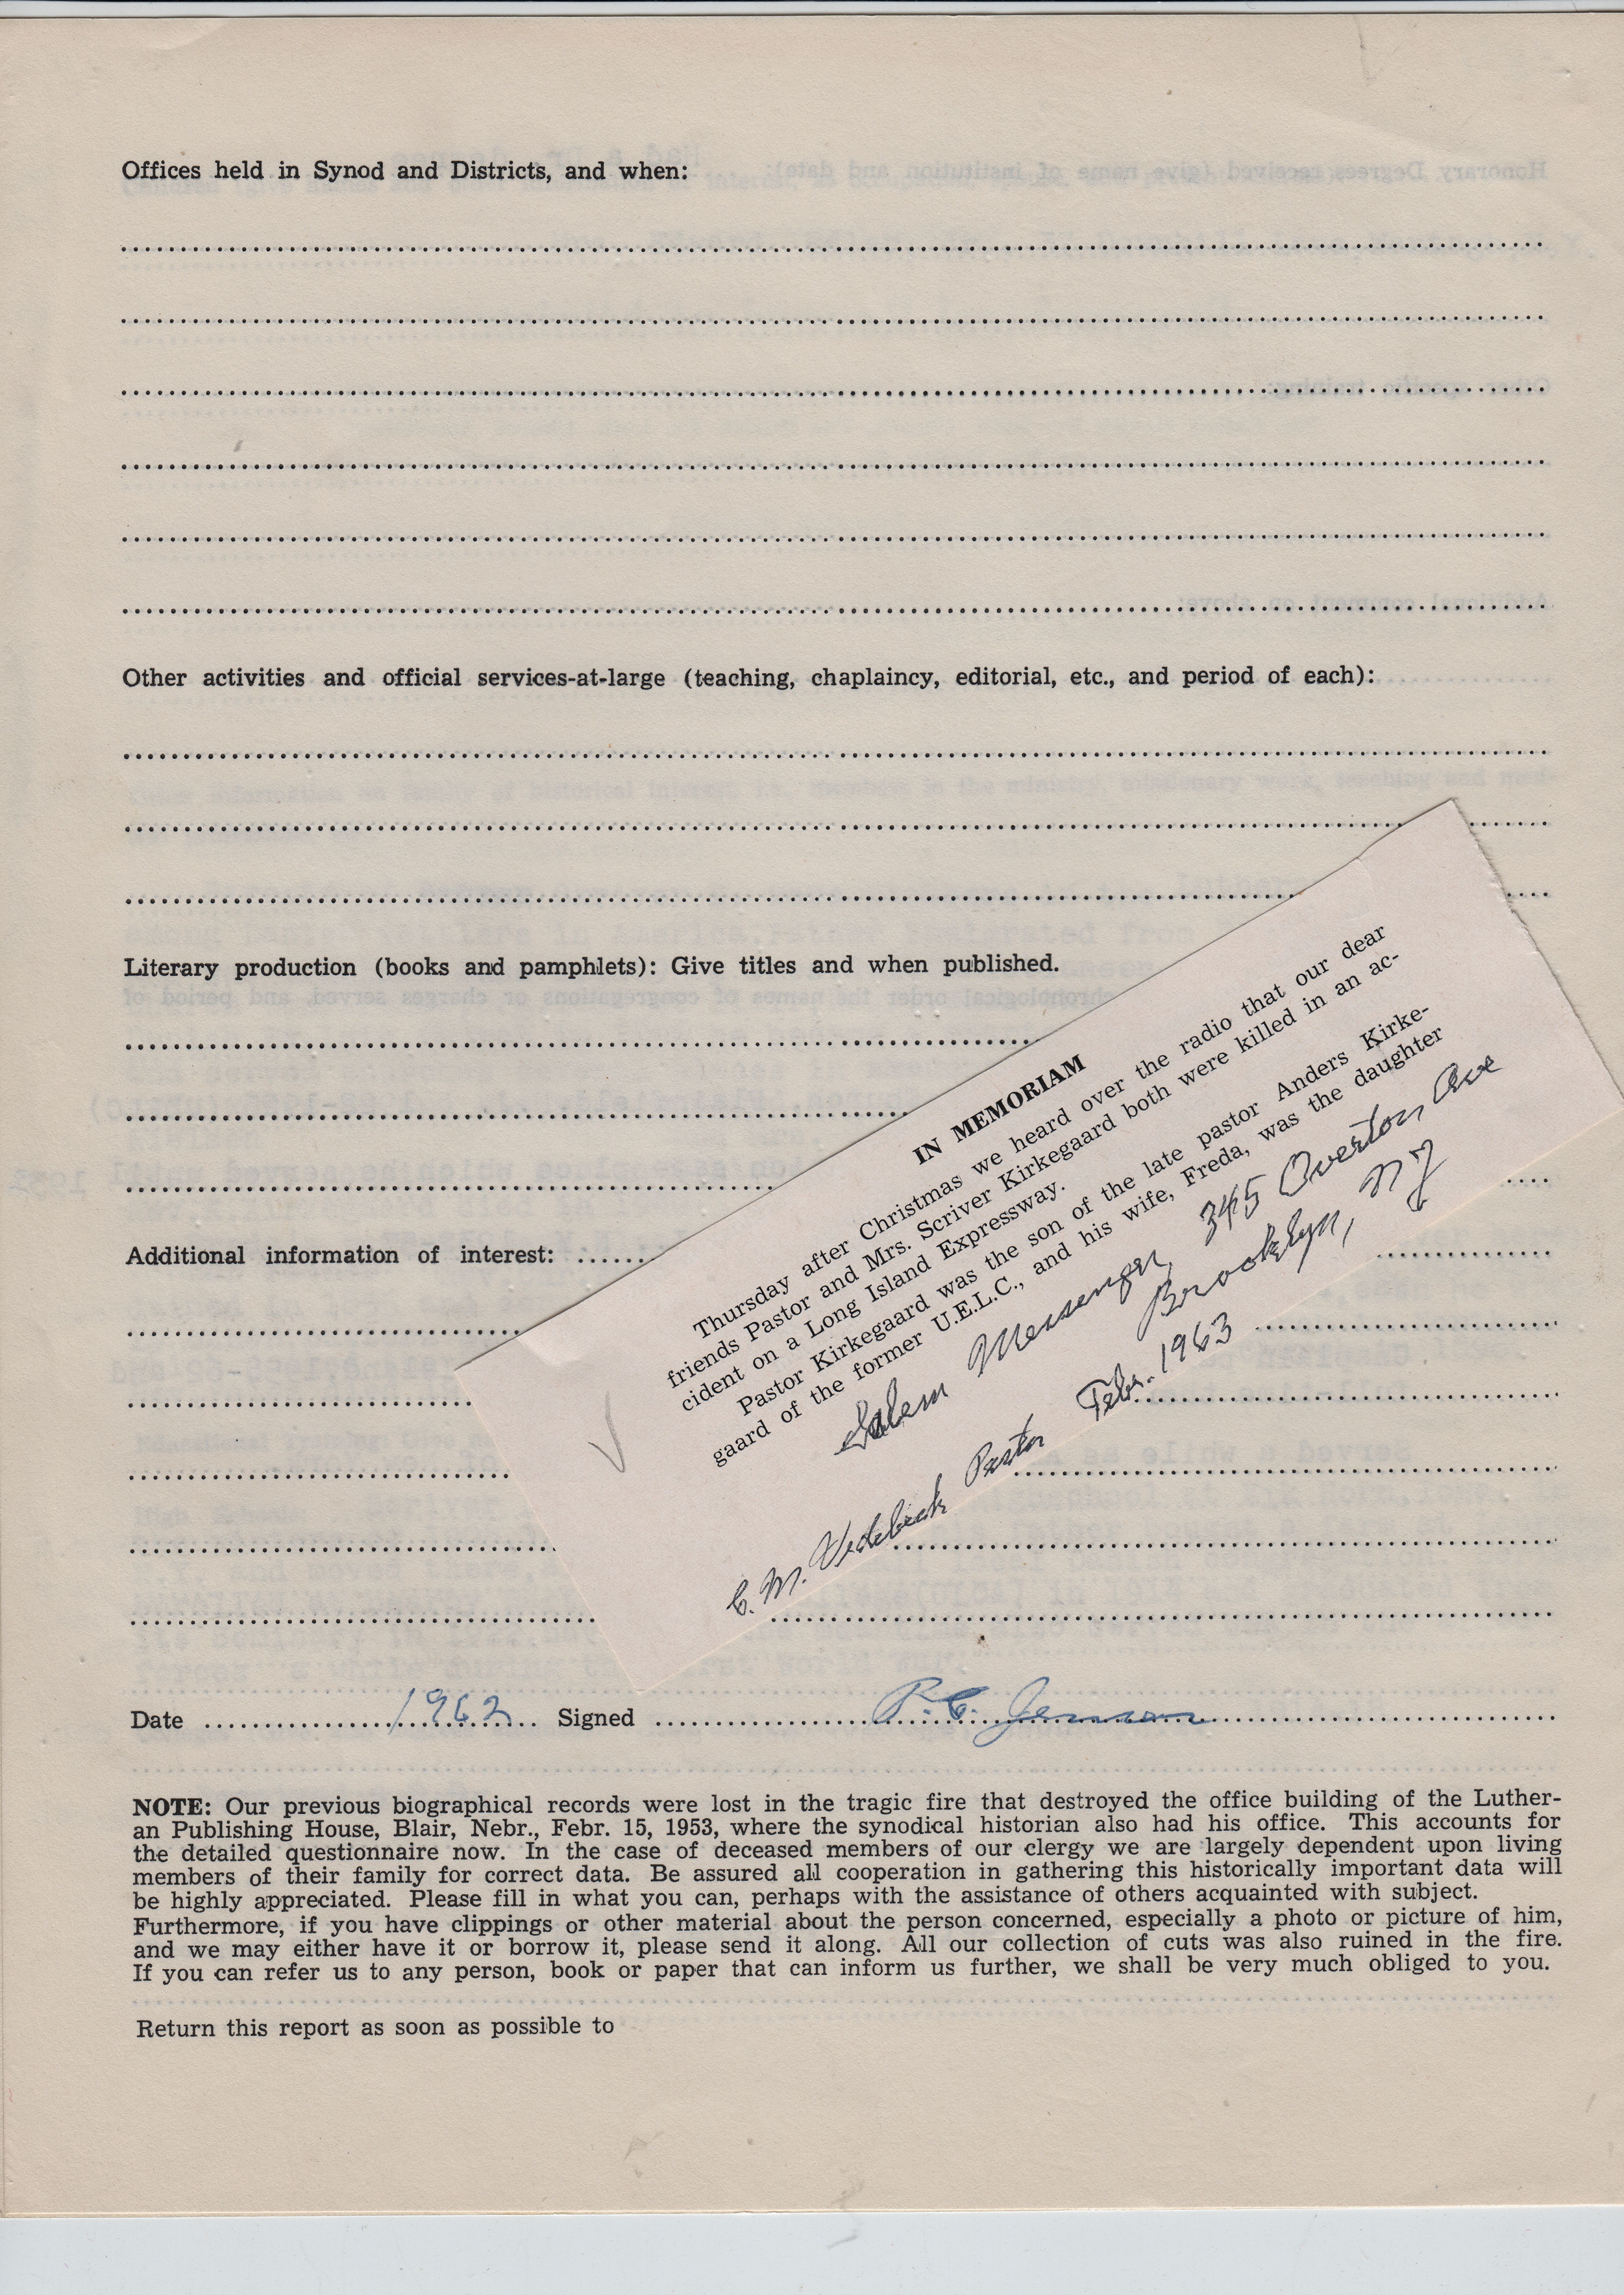 Offices held in Synod and Districts, and when:
Other activities and official services-at-large (teaching, chaplaincy, editorial, etc., and period of each):
Literary production (books and pamphlets): Give titles and when published.
Additional information of interest:
IN MEMORIAM
Thursday after Christmas we heard over the radio that our dear
friends Pastor and Mrs. Scriver Kirkegaard both were killed in an ac-
cident on a Long Island Expressway.
Pastor Kirkegaard was the son of the late pastor Anders Kirke-
gaard of the former U.E.L.C., and his wife, Freda, was the daughter
Salem Messenger, 345 Overton, Ave
Brooklyn, NY
C. M. Videbeck Pastor Febr. 1963
Date 1962 Signed P. C. Jensen
NOTE: Our previous biographical records were lost in the tragic fire that destroyed the office building of the Luther-
an Publishing House, Blair, Nebr., Febr. 15, 1953, where the synodical historian also had his office. This accounts for
the detailed questionnaire now. In the case of deceased members of our clergy we are largely dependent upon living
members of their family for correct data. Be assured all cooperation in gathering this historically important data will
be highly appreciated. Please fill in what you can, perhaps with the assistance of others acquainted with subject.
Furthermore, if you have clippings or other material about the person concerned, especially a photo or picture of him,
and we may either have it or borrow it, please send it along. All our collection of cuts was also ruined in the fire.
If you can refer us to any person, book or paper that can inform us further, we shall be very much obliged to you.
Return this report as soon as possible to